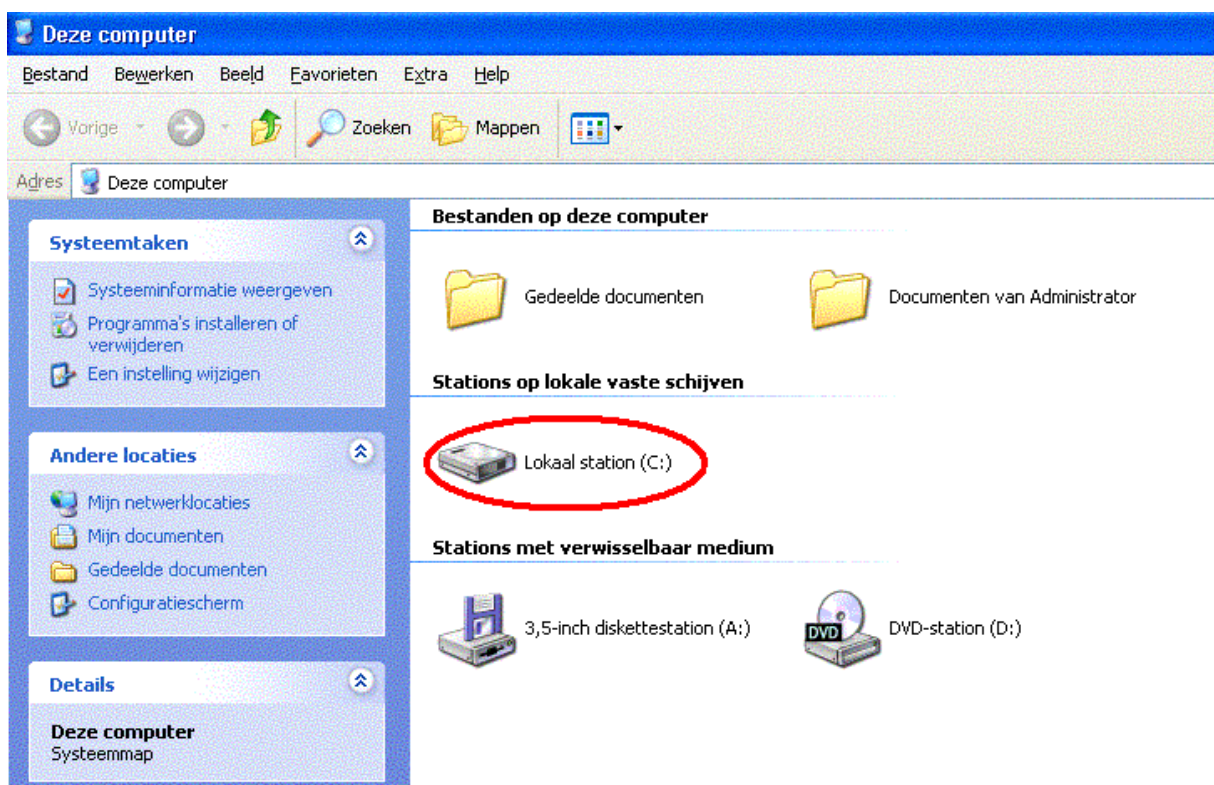 Deze computer
Bestand Bewerken Beeld Favorieten Extra Help
Vorige Zoeken Mappen
Adres Deze computer
Systeemtaken
Systeeminformatie weergeven
Programma's installeren of
verwijderen
Een instelling wijzigen
Andere locaties
Mijn netwerklocaties
Mijn documenten
Gedeelde documenten
Configuratiescherm
Details
Deze computer
Systeemmap
Bestanden op deze computer
Gedeelde documenten Documenten van Administrator
Stations op lokale vaste schijven
Lokaal station (C:)
Stations met verwisselbaar medium
3,5-inch diskettestation (A:) DVD DVD-station (D:)